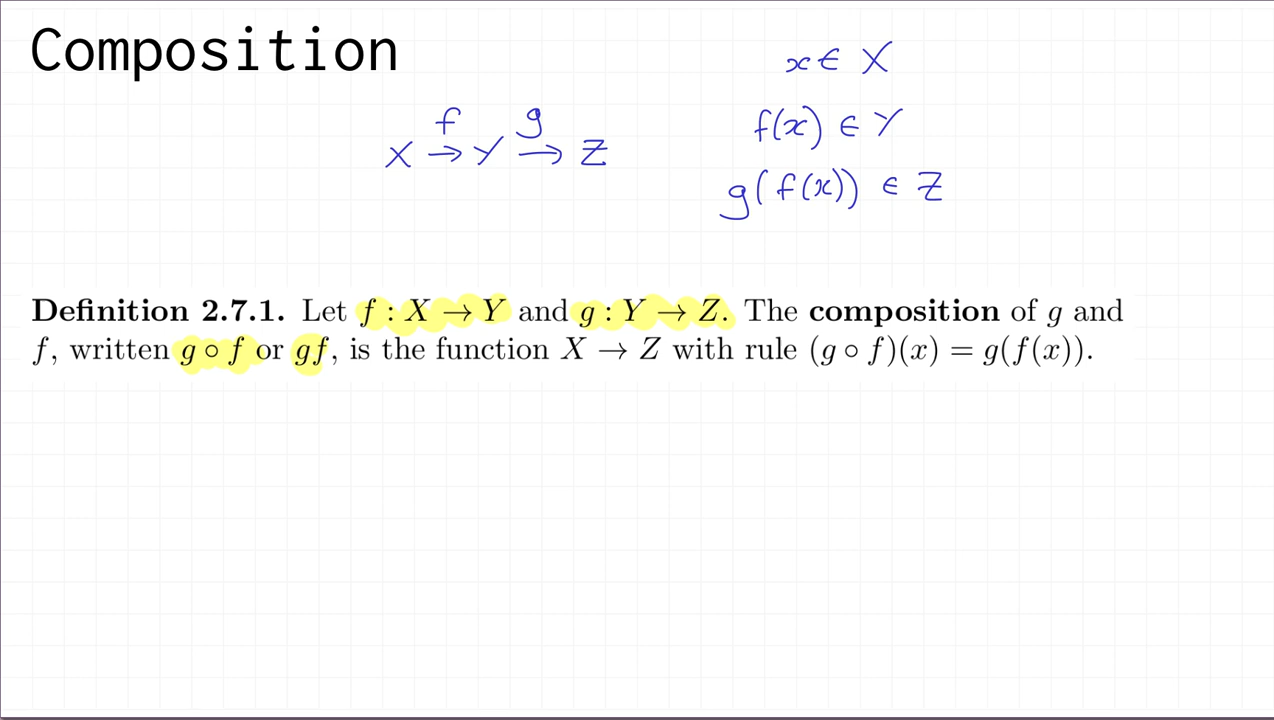 Composition
x ∈ X
f(x) ∈ Y
g(f(x)) ∈ Z
f g
X → Y → Z
Definition 2.7.1. Let f : X → Y and g : Y → Z. The composition of g and
f, written g ∘ f or gf, is the function X → Z with rule (g ∘ f)(x) = g(f(x)).